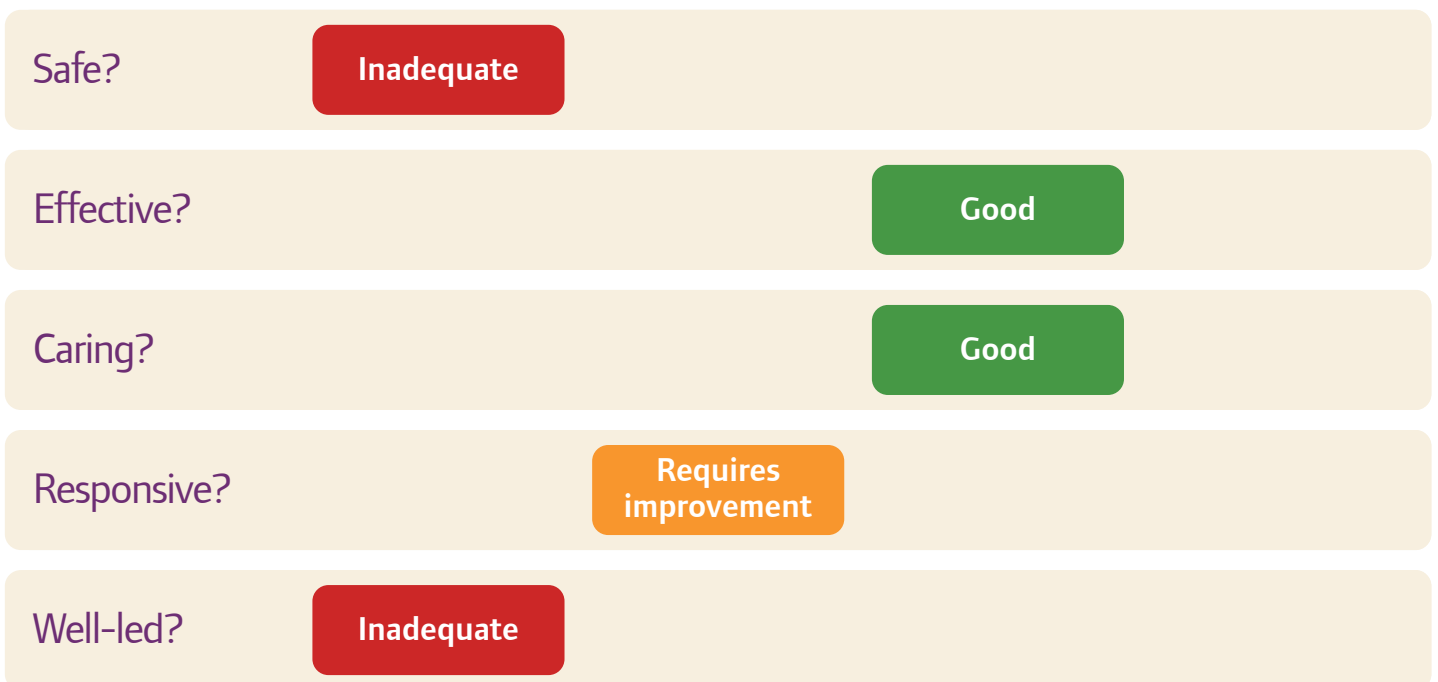 Safe?
Inadequate
Effective?
Good
Caring?
Good
Responsive?
Requires
improvement
Well-led?
Inadequate